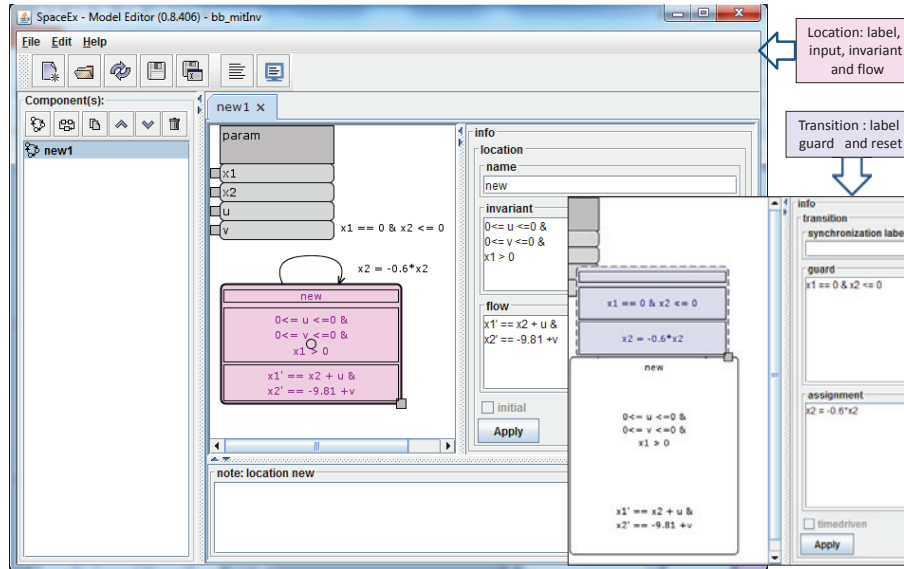 SpaceEx - Model Editor (0.8.406) - bb_mitInv
File Edit Help
Location: label,
input, invariant
and flow
Component(s):
new1
new1 ×
param
x1
x2
u
v
x1 == 0 & x2 <= 0
x2 = -0.6*x2
new
0<= u <=0 &
0<= v <=0 &
x1 > 0
x1' == x2 + u &
x2' == -9.81 +v
info
location
name
new
invariant
0<= u <=0 &
0<= v <=0 &
x1 > 0
flow
x1' == x2 + u &
x2' == -9.81 +v
initial
Apply
note: location new
Transition : label
guard and reset
x1 == 0 & x2 <= 0
x2 = -0.6*x2
new
0<= u <=0 &
0<= v <=0 &
x1 > 0
x1' == x2 + u &
x2' == -9.81 +v
info
transition
synchronization labe
guard
x1 == 0 & x2 <= 0
assignment
x2 = -0.6*x2
timedriven
Apply